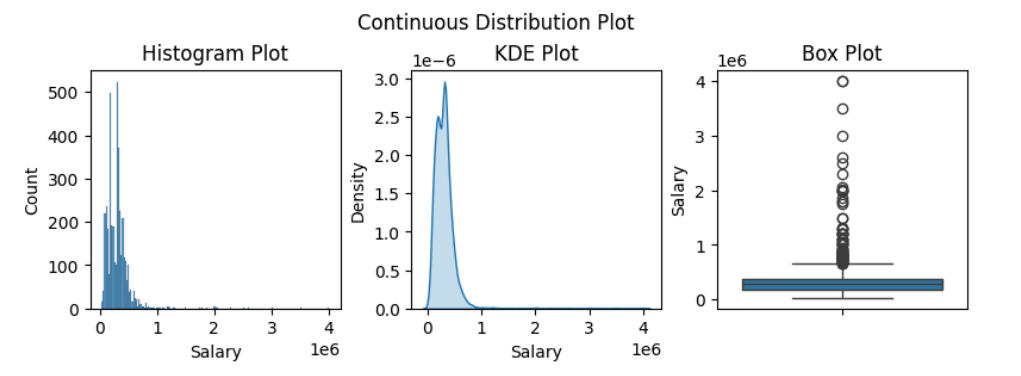 Continuous Distribution Plot
Histogram Plot
500
400
300
200
100
0
Count
0 1 2 3 4
1e6
Salary
KDE Plot
1e−6
3.0
2.5
2.0
1.5
1.0
0.5
0.0
Density
0 1 2 3 4
1e6
Salary
Box Plot
1e6
4
3
2
1
0
Salary